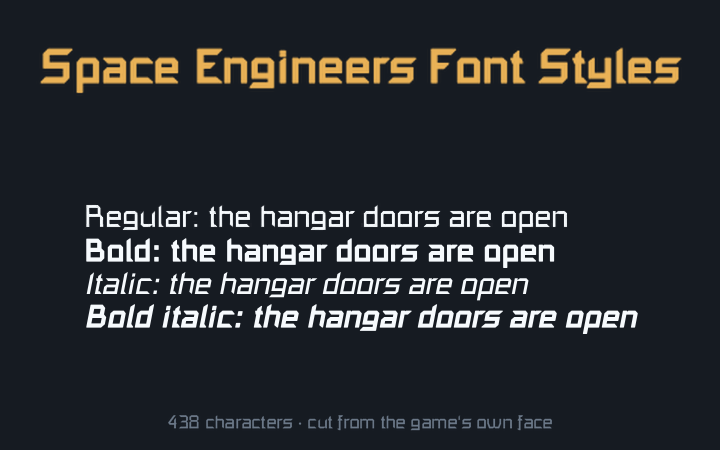 Space Engineers Font Styles
Regular: the hangar doors are open
Bold: the hangar doors are open
Italic: the hangar doors are open
Bold italic: the hangar doors are open
438 characters · cut from the game's own face